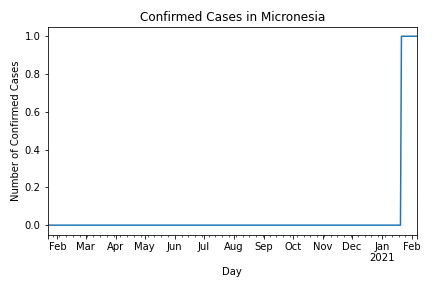 Confirmed Cases in Micronesia
Number of Confirmed Cases
1.0
0.8
0.6
0.4
0.2
0.0
Feb Mar Apr May Jun Jul Aug Sep Oct Nov Dec Jan Feb
2021
Day